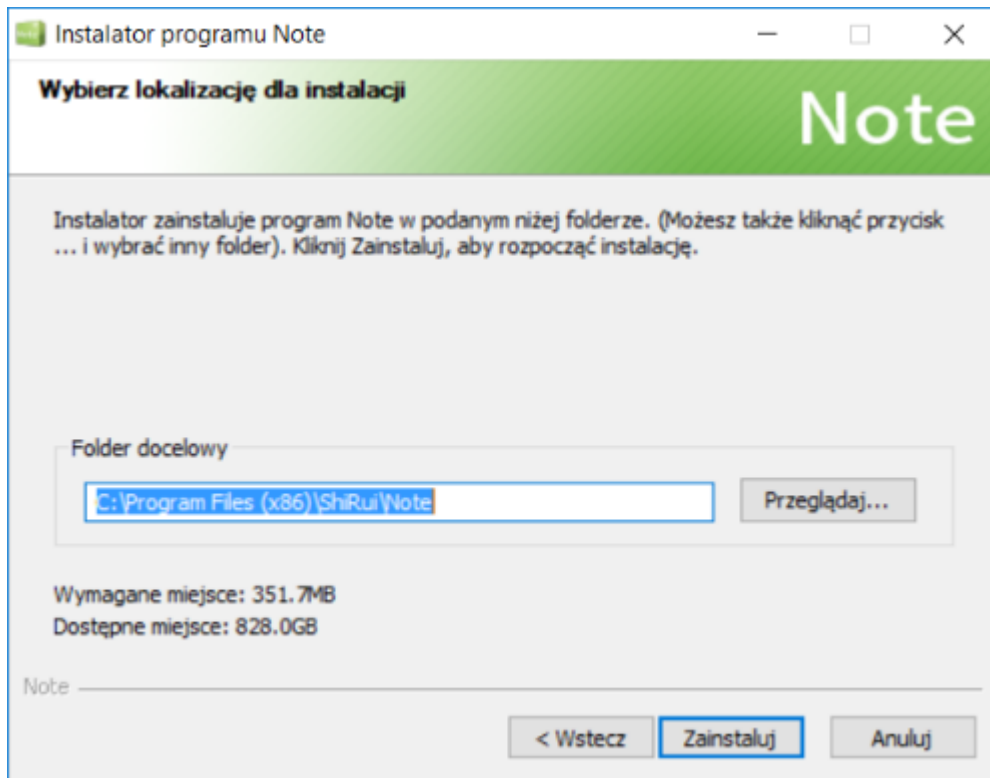 Instalator programu Note
Wybierz lokalizację dla instalacji
Note
Instalator zainstaluje program Note w podanym niżej folderze. (Możesz także kliknąć przycisk
... i wybrać inny folder). Kliknij Zainstaluj, aby rozpocząć instalację.
Folder docelowy
C:\Program Files (x86)\ShiRui\Note
Przeglądaj...
Wymagane miejsce: 351.7MB
Dostępne miejsce: 828.0GB
Note
< Wstecz
Zainstaluj
Anuluj